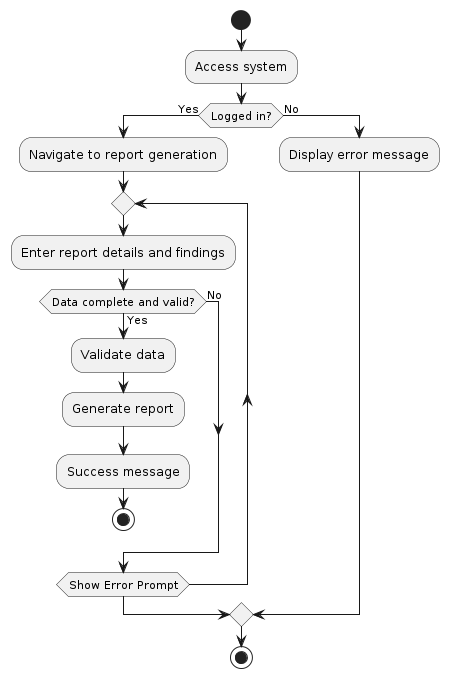 Access system
Yes
Logged in?
No
Navigate to report generation
Display error message
Enter report details and findings
Data complete and valid?
No
Yes
Validate data
Generate report
Success message
Show Error Prompt